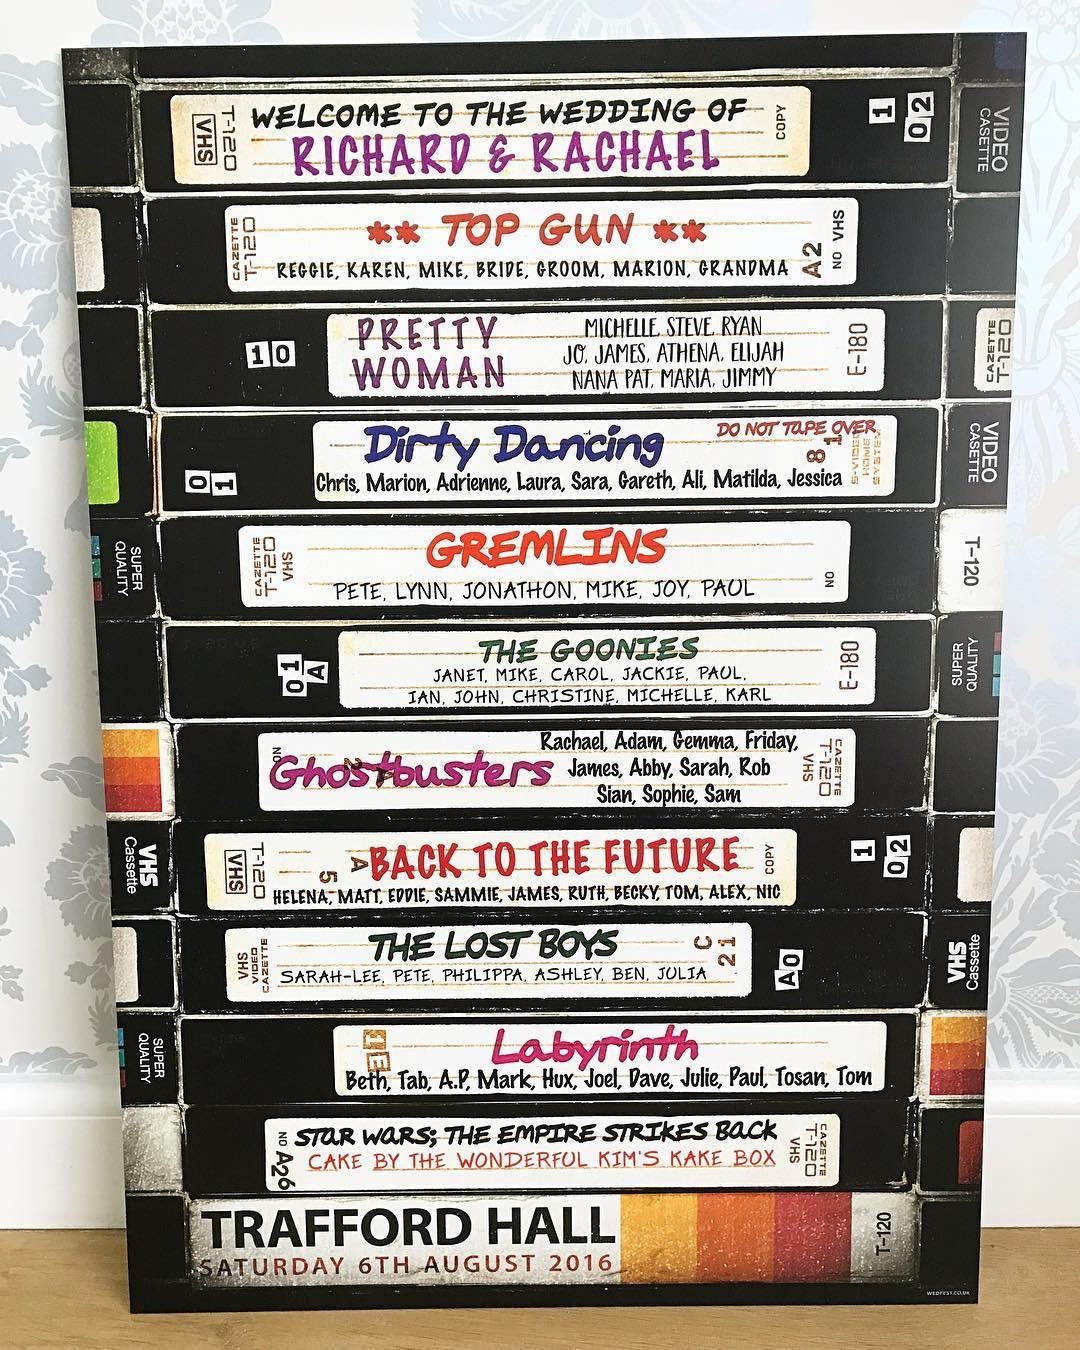 VHS
T-120
WELCOME TO THE WEDDING OF
RICHARD & RACHAEL
COPY
1
02
VIDEO
CASETTE
CAZETTE
T-120
** TOP GUN **
REGGIE, KAREN, MIKE, BRIDE, GROOM, MARION, GRANDMA
A2
NO VHS
10
PRETTY
WOMAN
MICHELLE, STEVE, RYAN
JO, JAMES, ATHENA, ELIJAH
NANA PAT, MARIA, JIMMY
E-180
CAZETTE
T-120
01
Dirty Dancing
DO NOT TAPE OVER
Chris, Marion, Adrienne, Laura, Sara, Gareth, Ali, Matilda, Jessica
81
VIDEO
CASETTE
SUPER
QUALITY
CAZETTE
T-120
VHS
GREMLINS
PETE, LYNN, JONATHON, MIKE, JOY, PAUL
NO
T-120
01
A
THE GOONIES
JANET, MIKE, CAROL, JACKIE, PAUL,
IAN, JOHN, CHRISTINE, MICHELLE, KARL
E-180
SUPER
QUALITY
NO
Ghostbusters
2 A
Rachael, Adam, Gemma, Friday,
James, Abby, Sarah, Rob
Sian, Sophie, Sam
CAZETTE
T-120
VHS
VHS
Cassette
VHS
T-120
5
A
BACK TO THE FUTURE
HELENA, MATT, EDDIE, SAMMIE, JAMES, RUTH, BECKY, TOM, ALEX, NIC
COPY
1
02
VHS
VIDEO
CAZETTE
THE LOST BOYS
SARAH-LEE, PETE, PHILIPPA, ASHLEY, BEN, JULIA
C
21
A0
VHS
Cassette
SUPER
QUALITY
1E
Labyrinth
Beth, Tab, A.P, Mark, Hux, Joel, Dave, Julie, Paul, Tosan, Tom
NO
A26
STAR WARS; THE EMPIRE STRIKES BACK
CAKE BY THE WONDERFUL KIM'S KAKE BOX
CAZETTE
T-120
VHS
TRAFFORD HALL
SATURDAY 6TH AUGUST 2016
T-120
WEDFEST.CO.UK